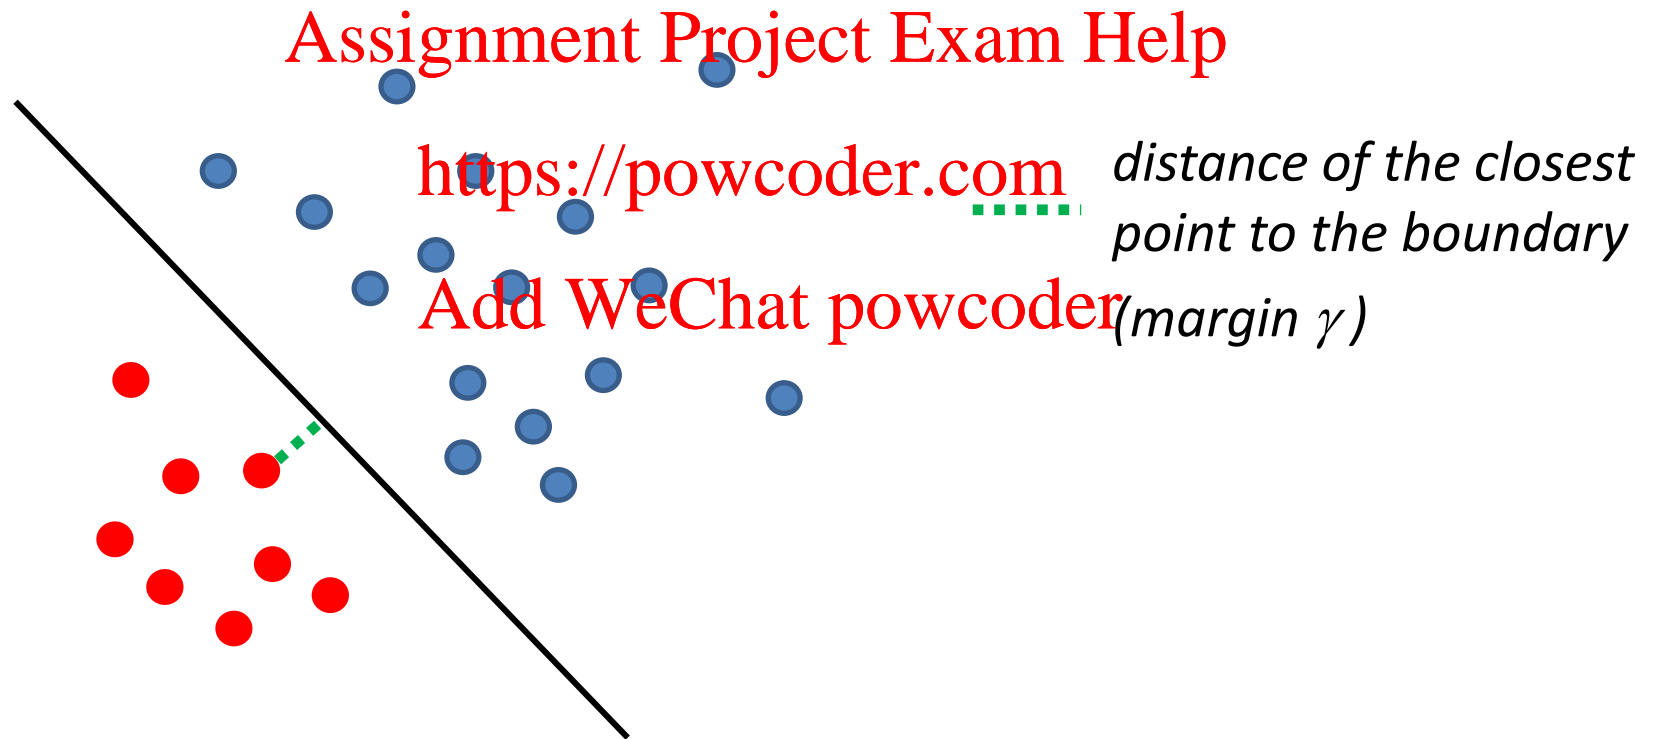 Assignment Project Exam Help
https://powcoder.com
distance of the closest
point to the boundary
Add WeChat powcoder
(margin γ )